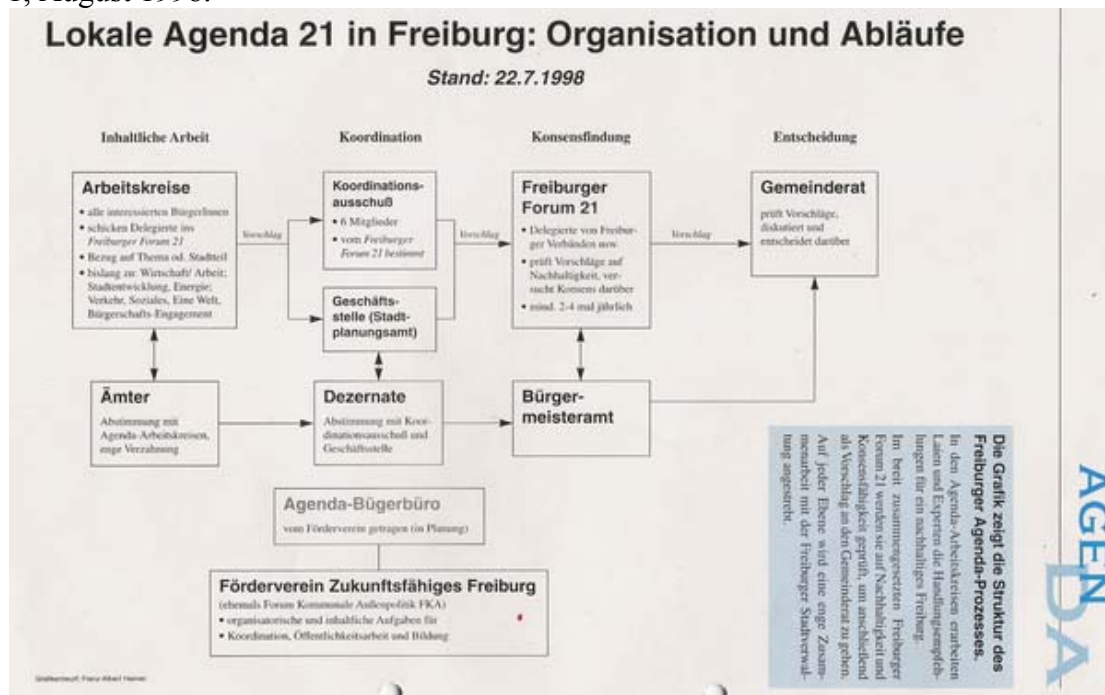 1, August 1998.
Lokale Agenda 21 in Freiburg: Organisation und Abläufe
Stand: 22.7.1998
Inhaltliche Arbeit
Koordination
Konsensfindung
Entscheidung
Arbeitskreise
• alle interessierten BürgerInnen
• schicken Delegierte ins
Freiburger Forum 21
• Bezug auf Thema od. Stadtteil
• bislang zu: Wirtschaft/ Arbeit;
Stadtentwicklung, Energie;
Verkehr, Soziales, Eine Welt,
Bürgerschafts-Engagement
Vorschlag
Koordinations-
ausschuß
• 6 Mitglieder
• vom Freiburger
Forum 21 bestimmt
Geschäfts-
stelle (Stadt-
planungsamt)
Vorschlag
Freiburger
Forum 21
• Delegierte von Freibur-
ger Verbänden usw.
• prüft Vorschläge auf
Nachhaltigkeit, ver-
sucht Konsens darüber
• mind. 2-4 mal jährlich
Vorschlag
Gemeinderat
prüft Vorschläge,
diskutiert und
entscheidet darüber
Ämter
Abstimmung mit
Agenda-Arbeitskreisen,
enge Verzahnung
Dezernate
Abstimmung mit Koor-
dinationsausschuß und
Geschäftsstelle
Bürger-
meisteramt
Agenda-Bügerbüro
vom Förderverein getragen (in Planung)
Förderverein Zukunftsfähiges Freiburg
(ehemals Forum Kommunale Außenpolitik FKA)
• organisatorische und inhaltliche Aufgaben für
• Koordination, Öffentlichkeitsarbeit und Bildung
Die Grafik zeigt die Struktur des
Freiburger Agenda-Prozesses.
In den Agenda-Arbeitskreisen erarbeiten
Laien und Experten die Handlungsempfeh-
lungen für ein nachhaltiges Freiburg.
Im breit zusammengesetzten Freiburger
Forum 21 werden sie auf Nachhaltigkeit und
Konsensfähigkeit geprüft, um anschließend
als Vorschlag an den Gemeinderat zu gehen.
Auf jeder Ebene wird eine enge Zusam-
menarbeit mit der Freiburger Stadtverwal-
tung angestrebt.
AGEN
DA